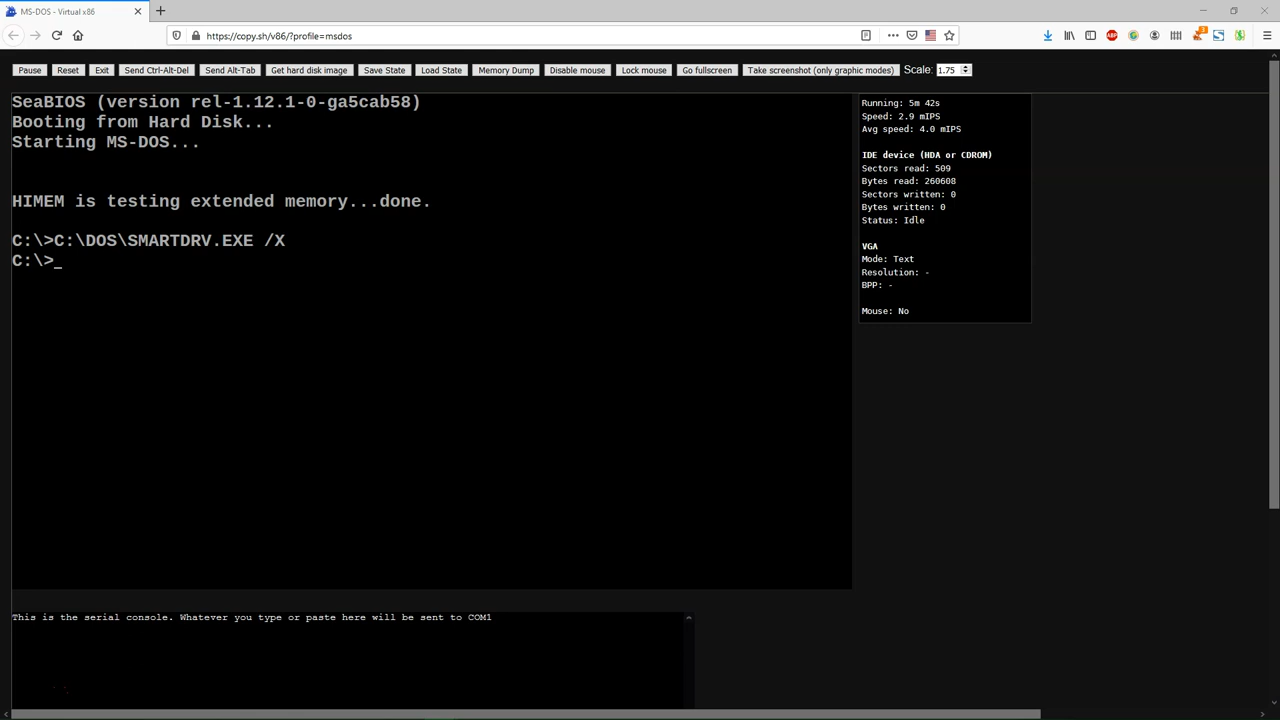 MS-DOS - Virtual x86
https://copy.sh/v86/?profile=msdos
ABP
3
Pause Reset Exit Send Ctrl-Alt-Del Send Alt-Tab Get hard disk image Save State Load State Memory Dump Disable mouse Lock mouse Go fullscreen Take screenshot (only graphic modes) Scale: 1.75
SeaBIOS (version rel-1.12.1-0-ga5cab58)
Booting from Hard Disk...
Starting MS-DOS...
HIMEM is testing extended memory...done.
C:\>C:\DOS\SMARTDRV.EXE /X
C:\>_
Running: 5m 42s
Speed: 2.9 mIPS
Avg speed: 4.0 mIPS
IDE device (HDA or CDROM)
Sectors read: 509
Bytes read: 260608
Sectors written: 0
Bytes written: 0
Status: Idle
VGA
Mode: Text
Resolution: -
BPP: -
Mouse: No
This is the serial console. Whatever you type or paste here will be sent to COM1